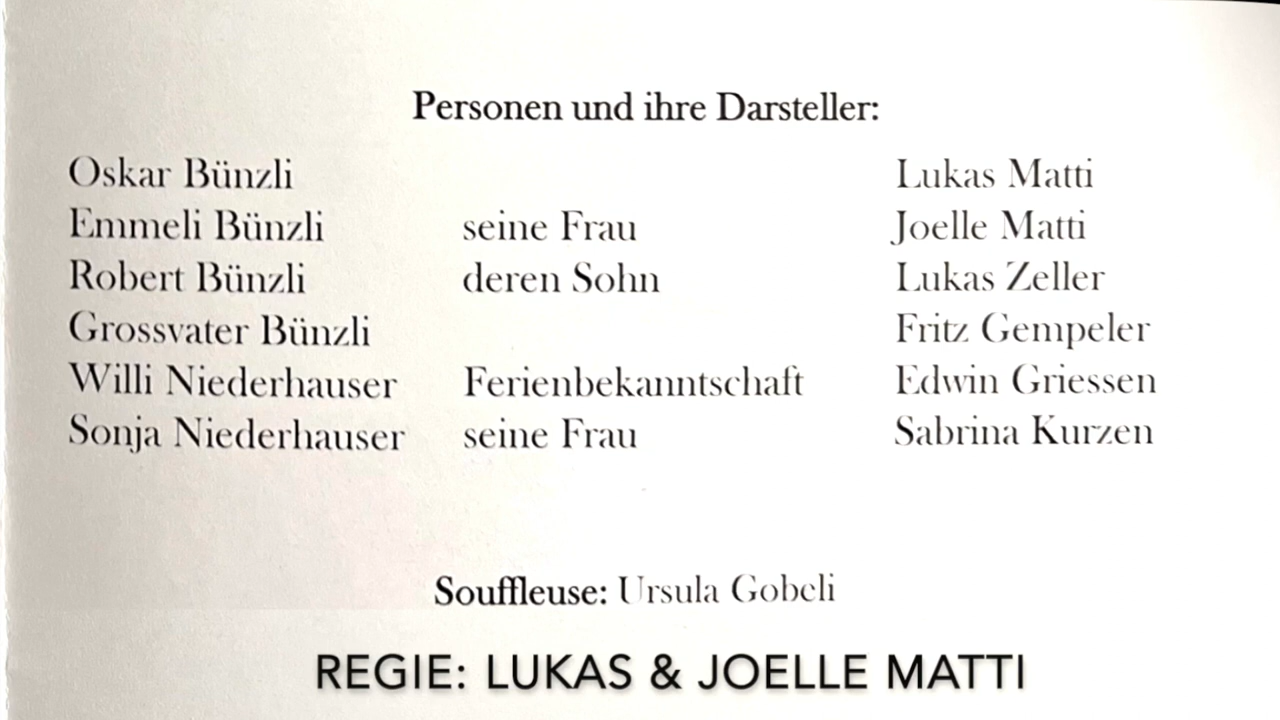 Personen und ihre Darsteller:
Oskar Bünzli Lukas Matti
Emmeli Bünzli seine Frau Joelle Matti
Robert Bünzli deren Sohn Lukas Zeller
Grossvater Bünzli Fritz Gempeler
Willi Niederhauser Ferienbekanntschaft Edwin Griessen
Sonja Niederhauser seine Frau Sabrina Kurzen
Souffleuse: Ursula Gobeli
REGIE: LUKAS & JOELLE MATTI